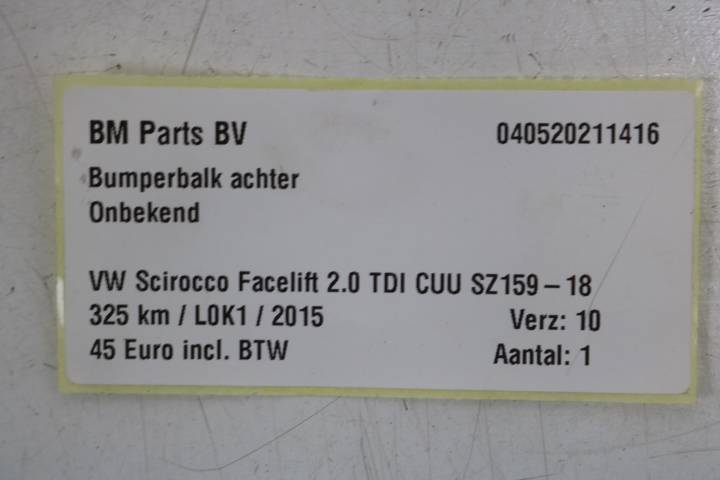 BM Parts BV 040520211416
Bumperbalk achter
Onbekend
VW Scirocco Facelift 2.0 TDI CUU SZ159-18
325 km / L0K1 / 2015 Verz: 10
45 Euro incl. BTW Aantal: 1